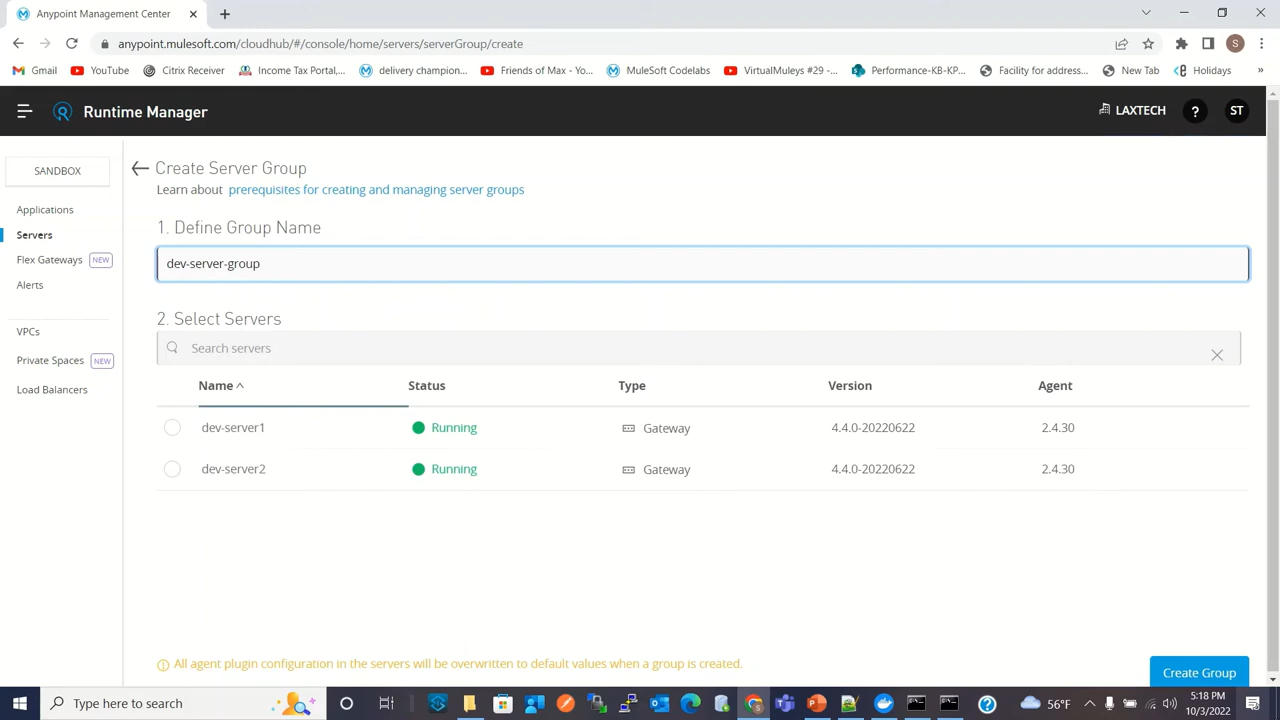 Anypoint Management Center
anypoint.mulesoft.com/cloudhub/#/console/home/servers/serverGroup/create
S
Gmail
YouTube
Citrix Receiver
Income Tax Portal,...
delivery champion...
Friends of Max - Yo...
MuleSoft Codelabs
VirtualMuleys #29 -...
Performance-KB-KP...
Facility for address...
New Tab
Holidays
»
Runtime Manager
LAXTECH
?
ST
SANDBOX
Applications
Servers
Flex Gateways NEW
Alerts
VPCs
Private Spaces NEW
Load Balancers
Create Server Group
Learn about prerequisites for creating and managing server groups
1. Define Group Name
dev-server-group
2. Select Servers
Search servers
Name Status Type Version Agent
dev-server1 Running Gateway 4.4.0-20220622 2.4.30
dev-server2 Running Gateway 4.4.0-20220622 2.4.30
All agent plugin configuration in the servers will be overwritten to default values when a group is created.
Create Group
Type here to search
56°F
5:18 PM
10/3/2022